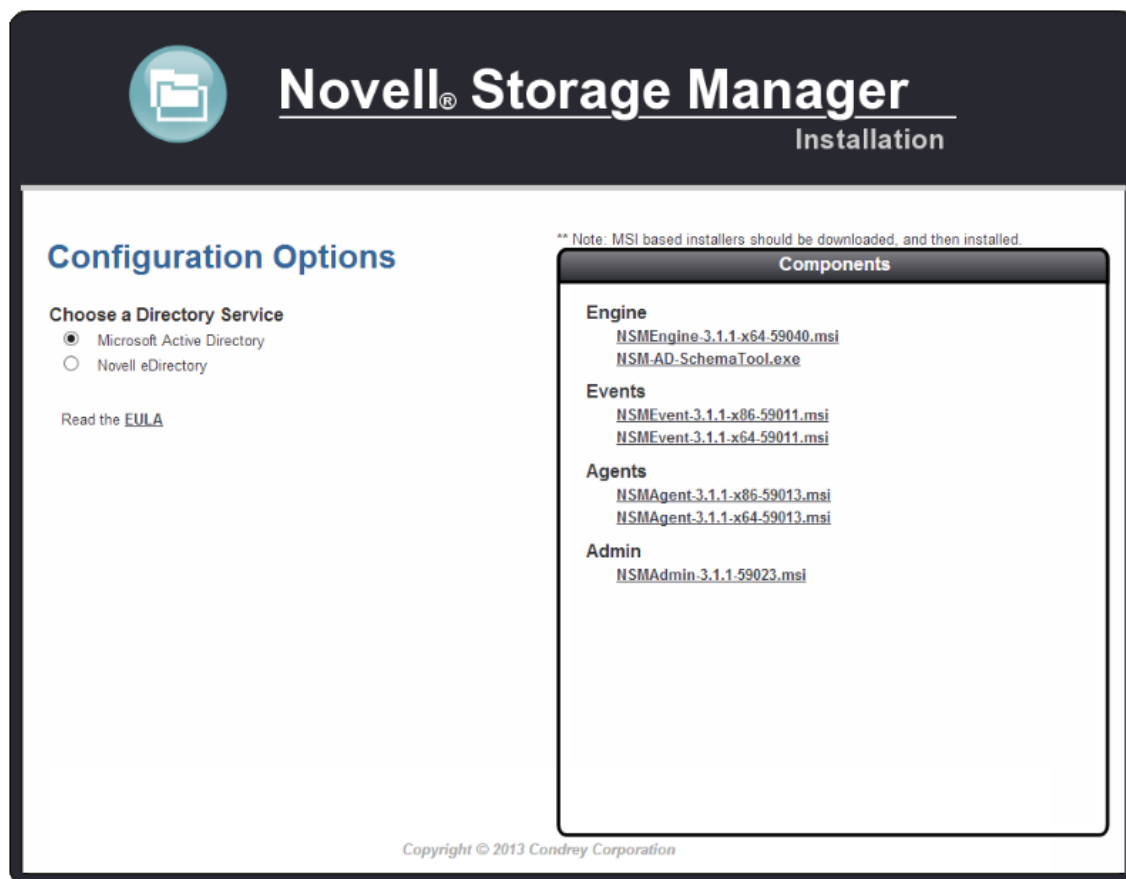 Novell® Storage Manager
Installation
Configuration Options
Choose a Directory Service
Microsoft Active Directory
Novell eDirectory
Read the EULA
** Note: MSI based installers should be downloaded, and then installed.
Components
Engine
NSMEngine-3.1.1-x64-59040.msi
NSM-AD-SchemaTool.exe
Events
NSMEvent-3.1.1-x86-59011.msi
NSMEvent-3.1.1-x64-59011.msi
Agents
NSMAgent-3.1.1-x86-59013.msi
NSMAgent-3.1.1-x64-59013.msi
Admin
NSMAdmin-3.1.1-59023.msi
Copyright © 2013 Condrey Corporation